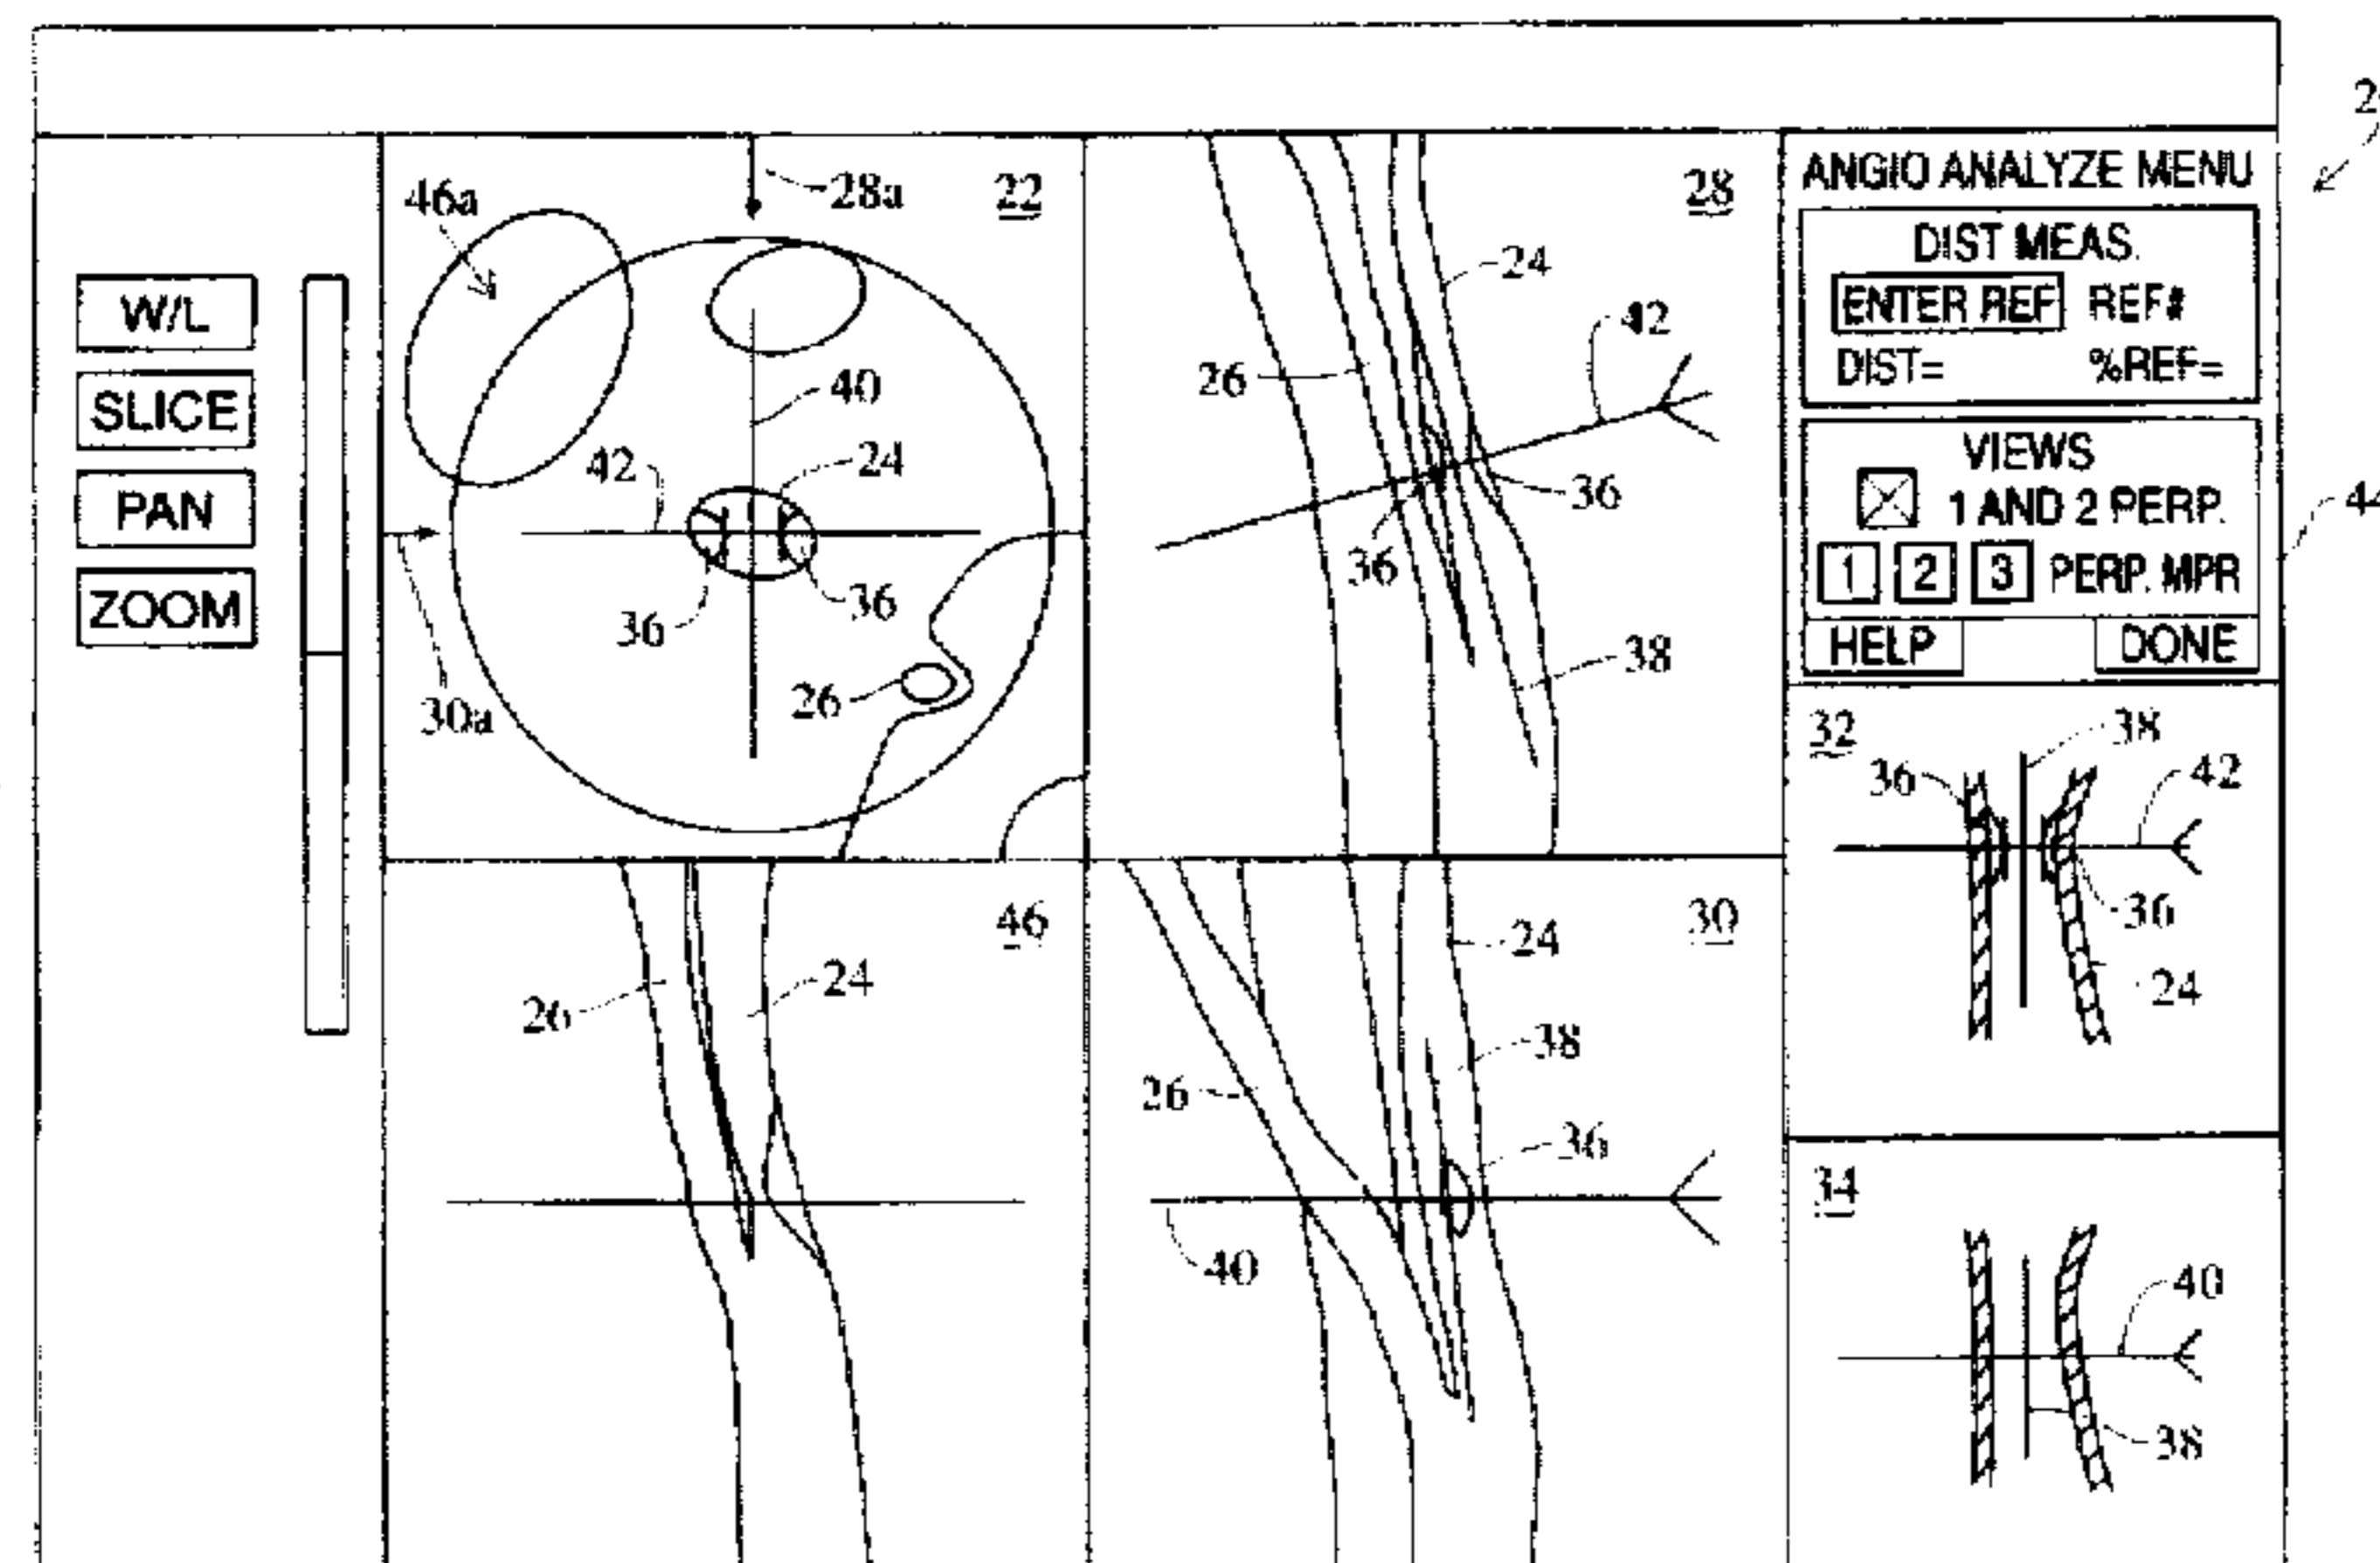 W/L
SLICE
PAN
ZOOM
46a
28a
22
40
42
24
36
36
26
30a
28
24
42
26
36
36
38
46
26
24
30
24
38
26
36
40
ANGIO ANALYZE MENU
DIST MEAS.
ENTER REF REF#
DIST= %REF=
VIEWS
1 AND 2 PERP.
1 2 3 PERP. MPR
HELP DONE
44
32
38
36
42
36
24
34
40
38